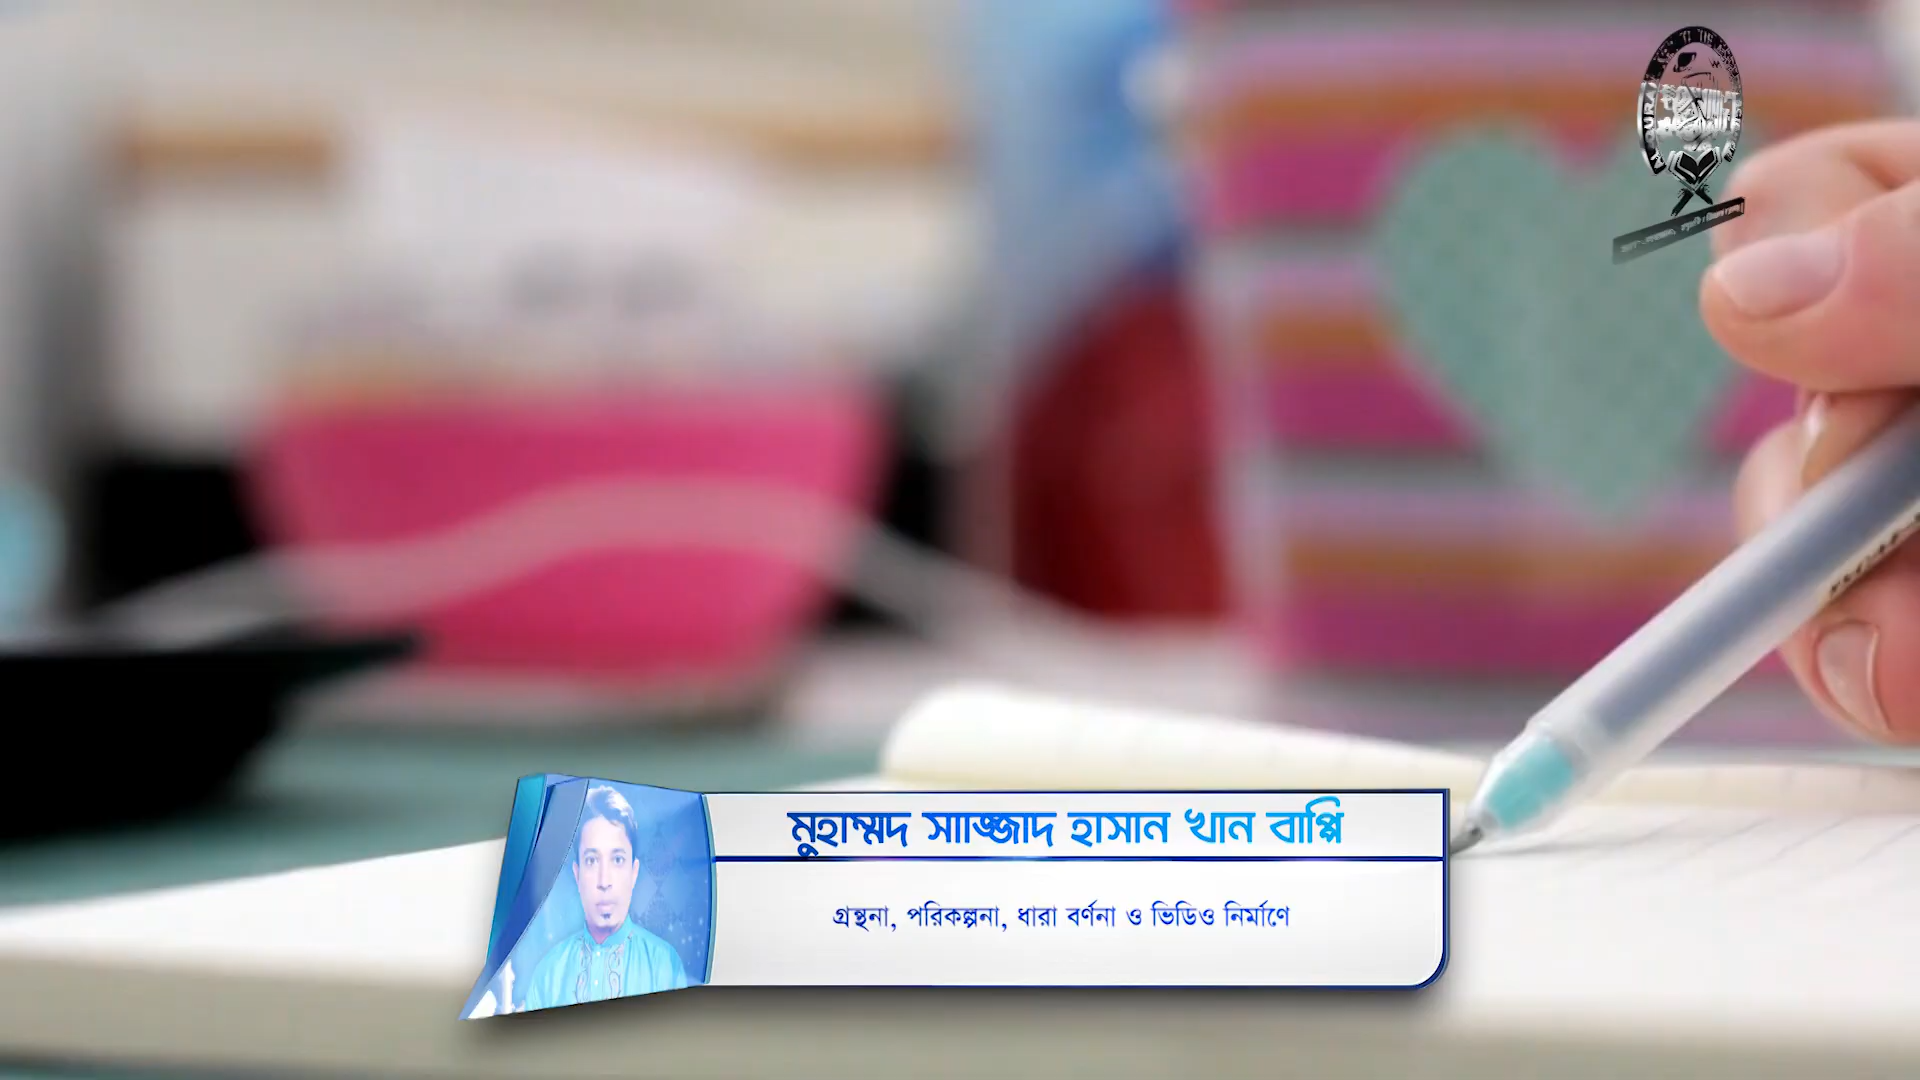 মুহাম্মদ সাজ্জাদ হাসান খান বাপ্পি
গ্রন্থনা, পরিকল্পনা, ধারা বর্ণনা ও ভিডিও নির্মাণে